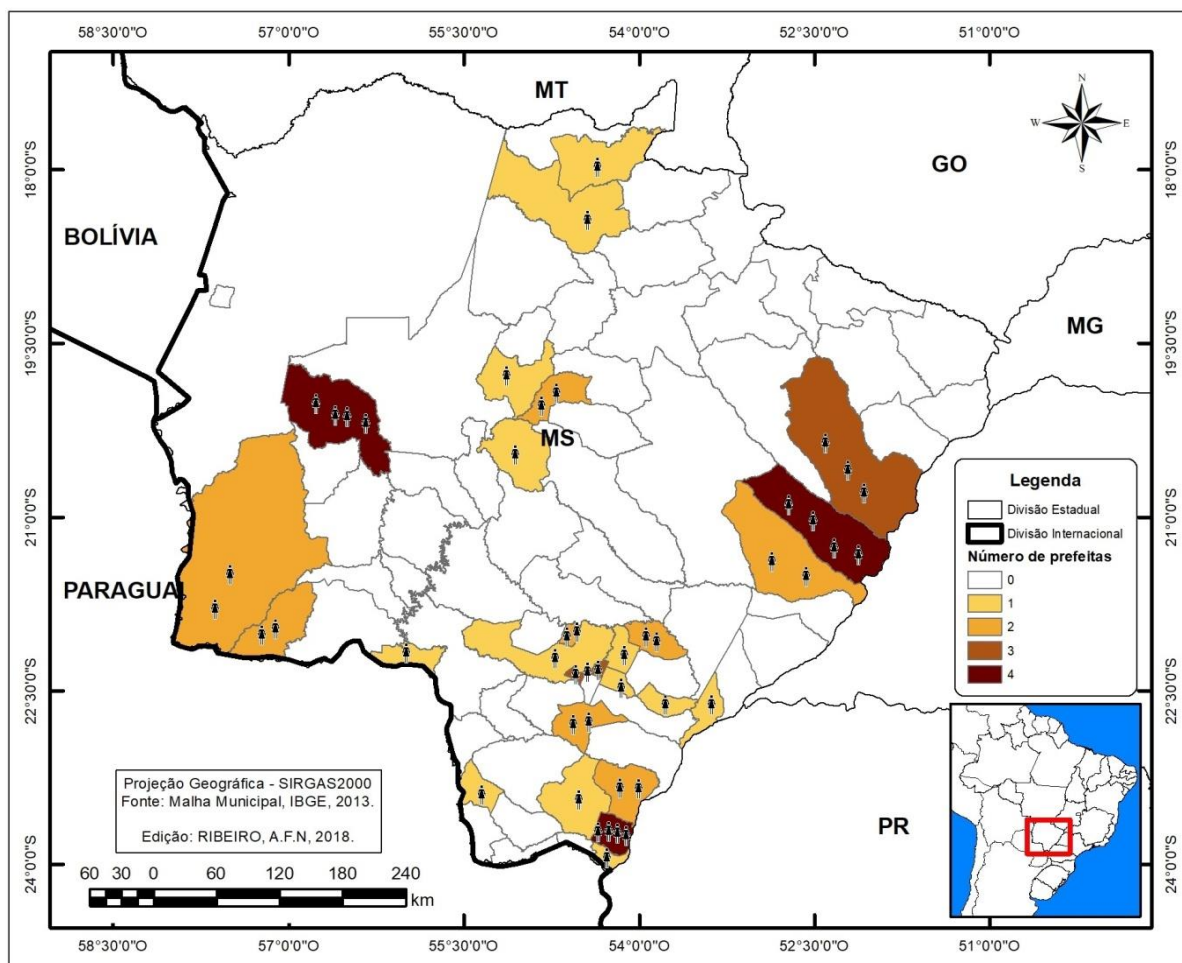 58°30'0"O 57°0'0"O 55°30'0"O 54°0'0"O 52°30'0"O 51°0'0"O
MT
N
W E
S
GO
18°0'0"S 18°0'0"S
BOLÍVIA
MG
19°30'0"S 19°30'0"S
MS
Legenda
Divisão Estadual
Divisão Internacional
Número de prefeitas
0
1
2
3
4
21°0'0"S 21°0'0"S
PARAGUA
22°30'0"S 22°30'0"S
Projeção Geográfica - SIRGAS2000
Fonte: Malha Municipal, IBGE, 2013.
Edição: RIBEIRO, A.F.N, 2018.
PR
24°0'0"S 24°0'0"S
60 30 0 60 120 180 240
km
58°30'0"O 57°0'0"O 55°30'0"O 54°0'0"O 52°30'0"O 51°0'0"O